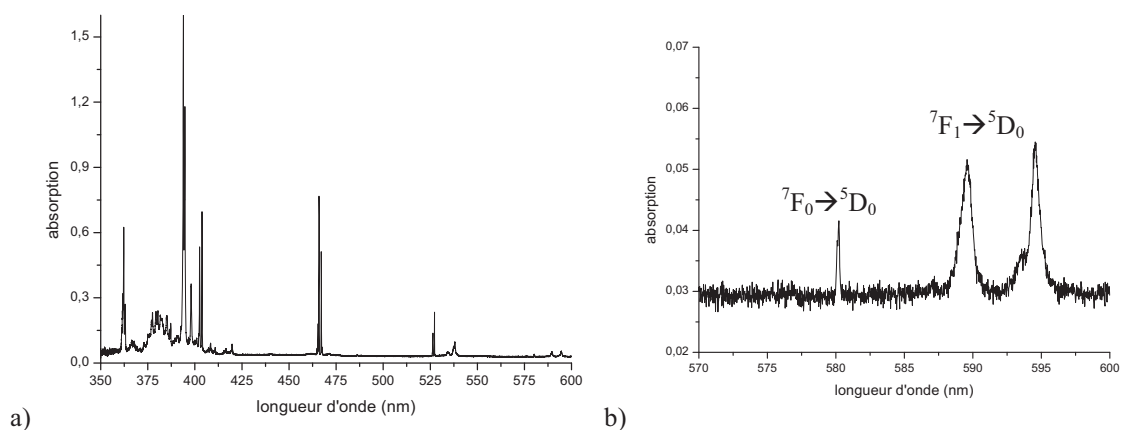 1,5
1,2
0,9
0,6
0,3
0,0
absorption
350 375 400 425 450 475 500 525 550 575 600
longueur d'onde (nm)
a)
0,07
0,06
0,05
0,04
0,03
0,02
absorption
⁷F₁→⁵D₀
⁷F₀→⁵D₀
570 575 580 585 590 595 600
longueur d'onde (nm)
b)